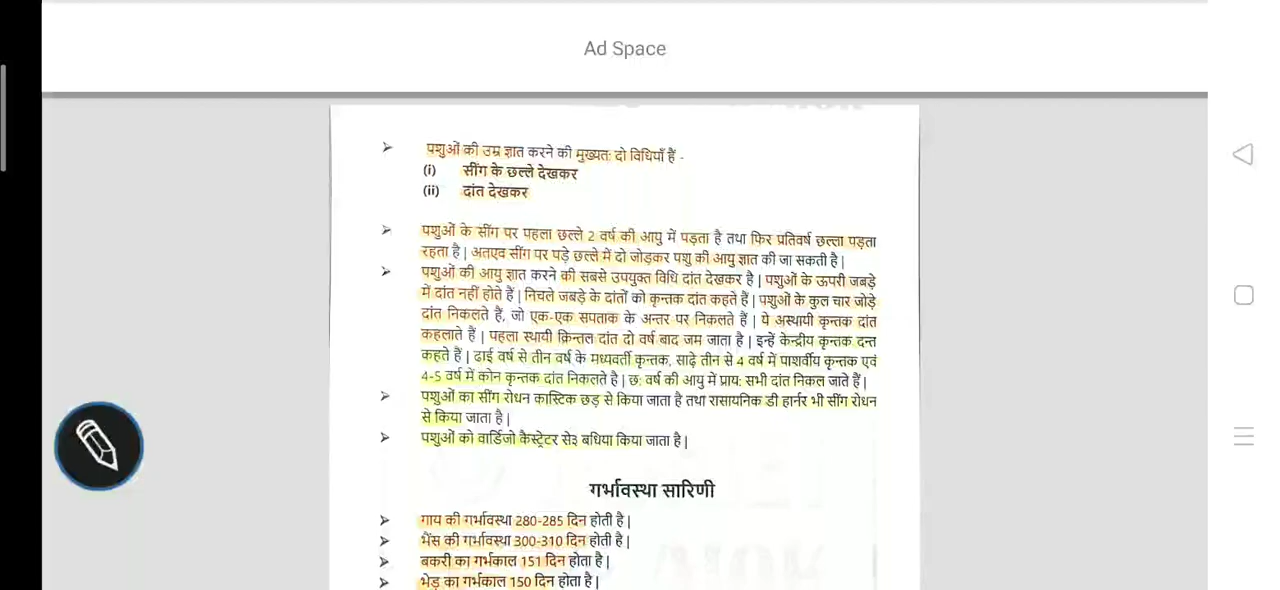 Ad Space
➢ पशुओं की उम्र ज्ञात करने की मुख्यतः दो विधियाँ हैं -
(i) सींग के छल्ले देखकर
(ii) दांत देखकर
➢ पशुओं के सींग पर पहला छल्ले 2 वर्ष की आयु में पड़ता है तथा फिर प्रतिवर्ष छल्ला पड़ता
रहता है | अतएव सींग पर पड़े छल्ले में दो जोड़कर पशु की आयु ज्ञात की जा सकती है |
➢ पशुओं की आयु ज्ञात करने की सबसे उपयुक्त विधि दांत देखकर है | पशुओं के ऊपरी जबड़े
में दांत नहीं होते हैं | निचले जबड़े के दांतों को कृन्तक दांत कहते हैं | पशुओं के कुल चार जोड़े
दांत निकलते हैं, जो एक-एक सपताक के अन्तर पर निकलते हैं | ये अस्थायी कृन्तक दांत
कहलाते हैं | पहला स्थायी क्रिन्तल दांत दो वर्ष बाद जम जाता है | इन्हें केन्द्रीय कृन्तक दन्त
कहते हैं | ढाई वर्ष से तीन वर्ष के मध्यवर्ती कृन्तक, साढ़े तीन से 4 वर्ष में पाशर्वीय कृन्तक एवं
4-5 वर्ष में कोन कृन्तक दांत निकलते है | छ: वर्ष की आयु में प्राय: सभी दांत निकल जाते हैं |
➢ पशुओं का सींग रोधन कास्टिक छड़ से किया जाता है तथा रासायनिक डी हार्नर भी सींग रोधन
से किया जाता है |
➢ पशुओं को वार्डिजो कैस्ट्रेटर से३ बधिया किया जाता है |
गर्भावस्था सारिणी
➢ गाय की गर्भावस्था 280-285 दिन होती है |
➢ भैंस की गर्भावस्था 300-310 दिन होती है |
➢ बकरी का गर्भकाल 151 दिन होता है |
➢ भेड़ का गर्भकाल 150 दिन होता है |